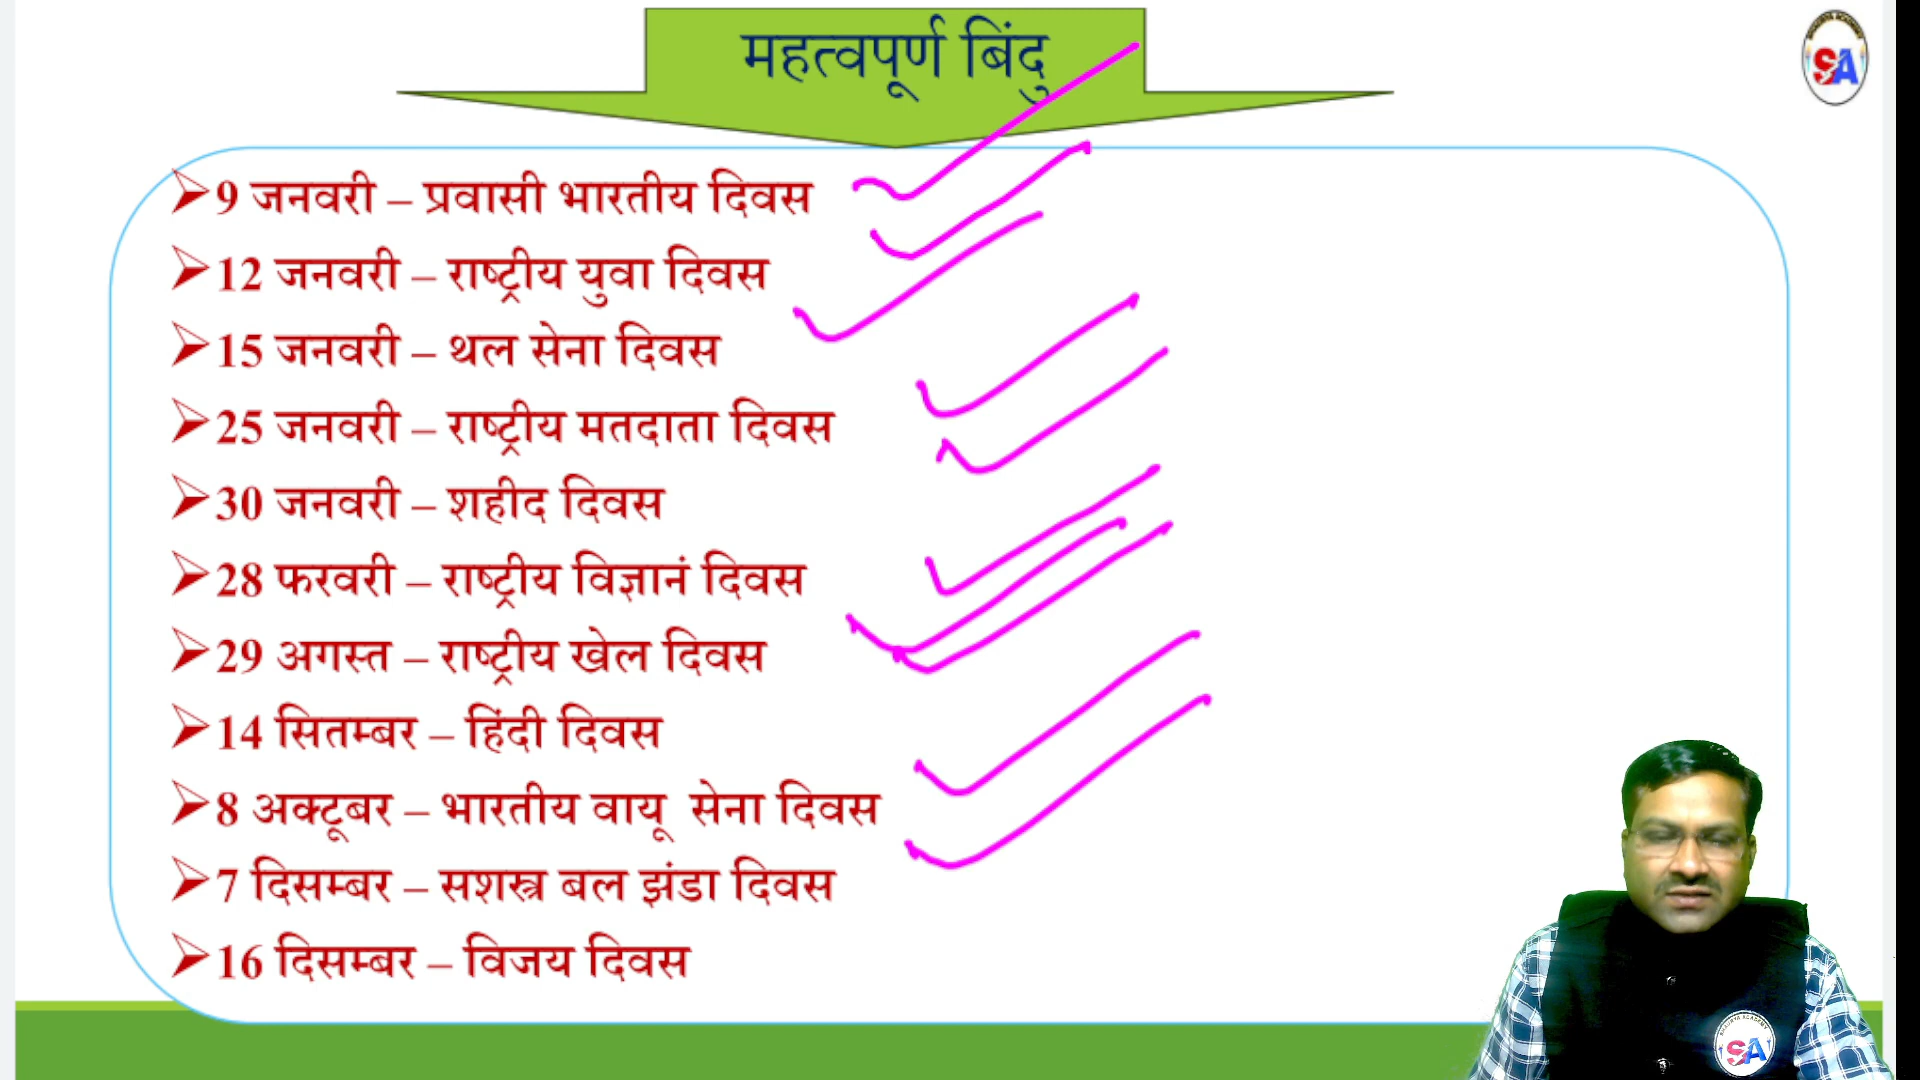 महत्वपूर्ण बिंदु
SA
9 जनवरी – प्रवासी भारतीय दिवस
12 जनवरी – राष्ट्रीय युवा दिवस
15 जनवरी – थल सेना दिवस
25 जनवरी – राष्ट्रीय मतदाता दिवस
30 जनवरी – शहीद दिवस
28 फरवरी – राष्ट्रीय विज्ञानं दिवस
29 अगस्त – राष्ट्रीय खेल दिवस
14 सितम्बर – हिंदी दिवस
8 अक्टूबर – भारतीय वायू सेना दिवस
7 दिसम्बर – सशस्त्र बल झंडा दिवस
16 दिसम्बर – विजय दिवस
SA